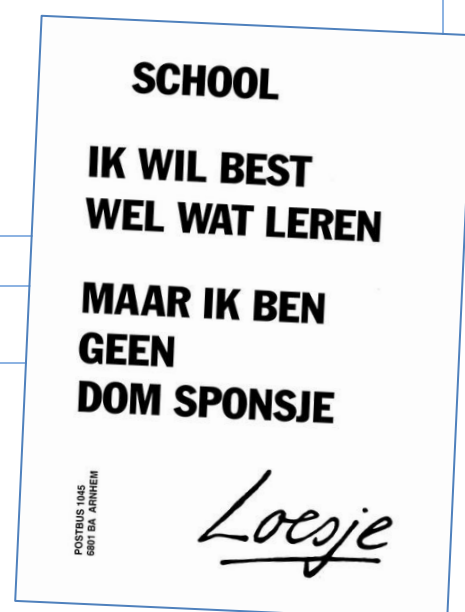 SCHOOL
IK WIL BEST
WEL WAT LEREN
MAAR IK BEN
GEEN
DOM SPONSJE
POSTBUS 1045
6801 BA ARNHEM
Loesje